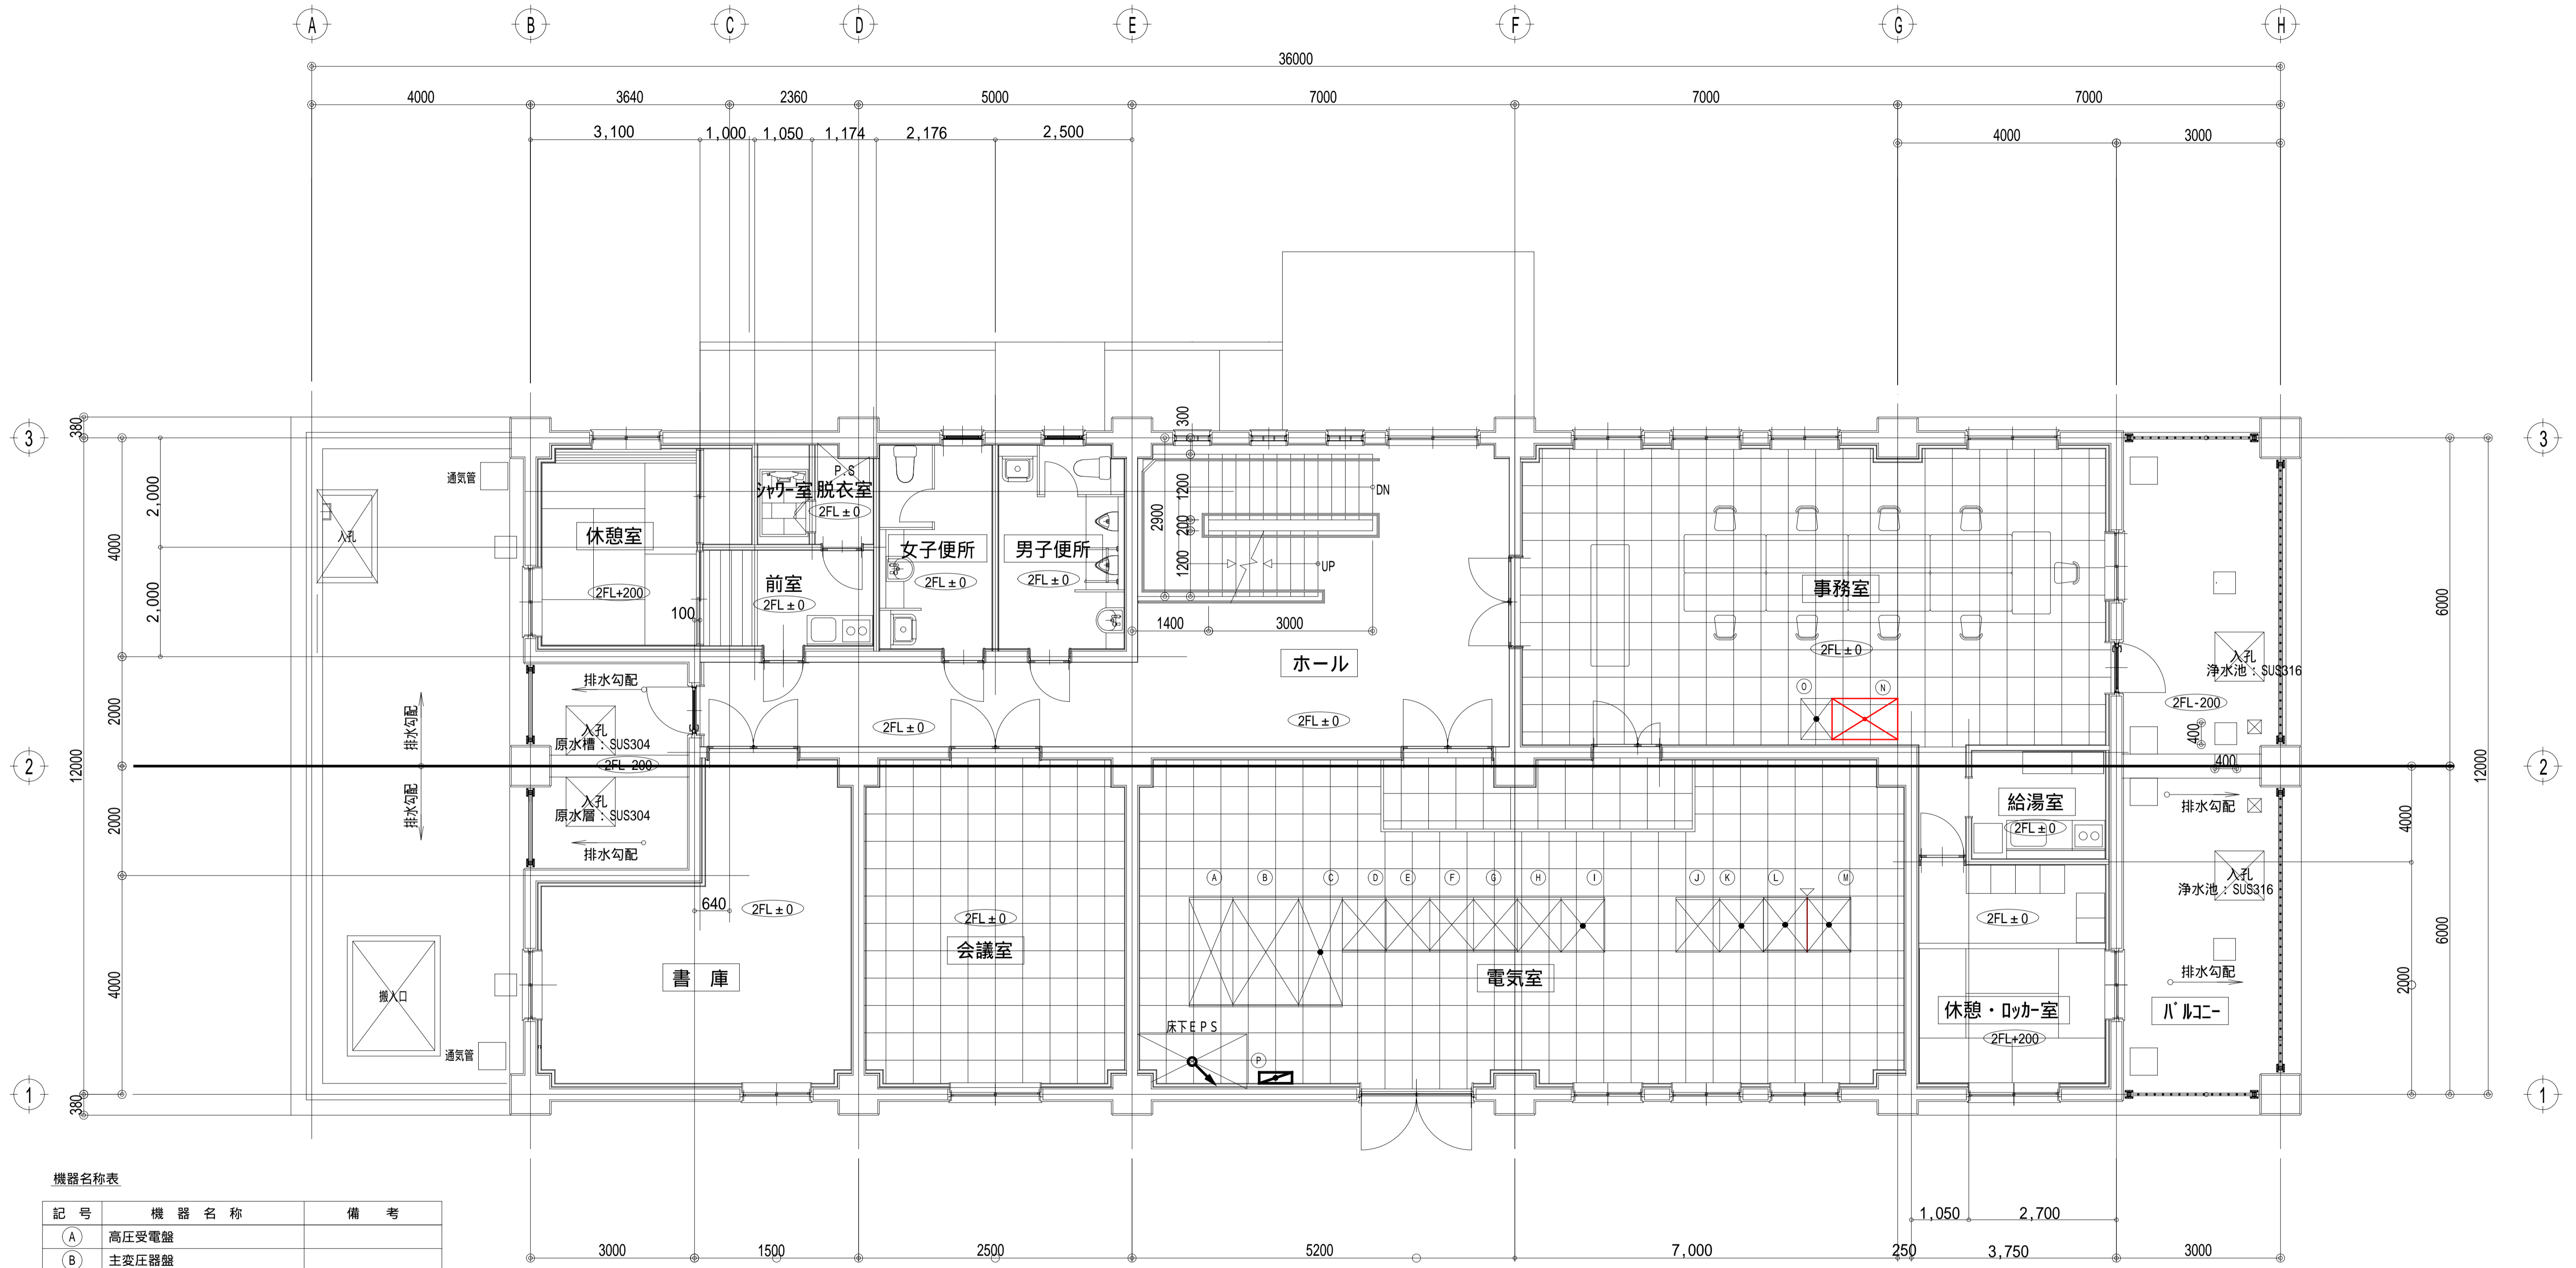 A B C D E F G H
36000
4000 3640 2360 5000 7000 7000 7000
3,100 1,000 1,050 1,174 2,176 2,500 4000 3000
3 380 300 3
通気管
P.S
シャワー室 脱衣室
2FL±0
1200
DN
2,000
2900
200
入孔
休憩室
女子便所
男子便所
4000
1200
UP
2FL±0
2FL±0
事務室
前室
2FL+200
2FL±0
6000
2,000
100
1400 3000
2FL±0
ホール
入孔
浄水池：SUS316
排水勾配
O N
2FL-200
2000
排水勾配
入孔
原水槽：SUS304
2FL±0
2FL±0
400
2 12000
2FL-200
400
12000 2
入孔
原水層：SUS304
排水勾配
2000
給湯室
2FL±0
排水勾配
4000
排水勾配
A B C D E F G H I J K L M
入孔
浄水池：SUS316
640
2FL±0
2FL±0
2FL±0
会議室
6000
4000
書 庫
電気室
排水勾配
2000
搬入口
休憩・ロッカー室
バルコニー
床下EPS
2FL+200
通気管
P
1 380 1
機器名称表
記 号 機 器 名 称 備 考
A 高圧受電盤
B 主変圧器盤
1,050 2,700
3000 1500 2500 5200 7,000 250 3,750 3000